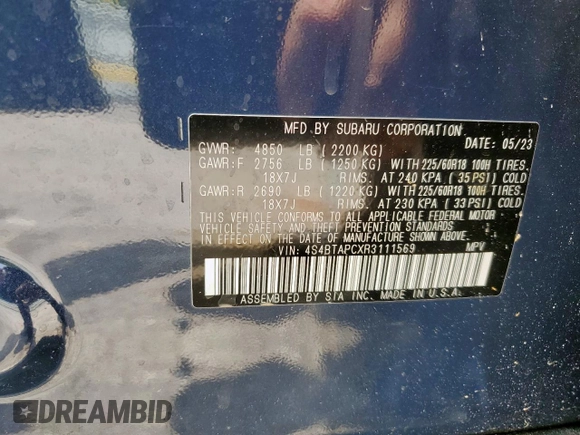 MFD BY SUBARU CORPORATION DATE: 05/23
GVWR: 4850 LB (2200 KG)
GAWR:F 2756 LB (1250 KG) WITH 225/60R18 100H TIRES.
18X7J RIMS. AT 240 KPA (35 PSI) COLD
GAWR:R 2690 LB (1220 KG) WITH 225/60R18 100H TIRES.
18X7J RIMS. AT 230 KPA (33 PSI) COLD
THIS VEHICLE CONFORMS TO ALL APPLICABLE FEDERAL MOTOR
VEHICLE SAFETY AND THEFT PREVENTION STANDARDS
IN EFFECT ON THE DATE OF MANUFACTURE SHOWN ABOVE.
VIN: 4S4BTAPCXR3111569 MPV
ASSEMBLED BY SIA INC. MADE IN U.S.A.
DREAMBID